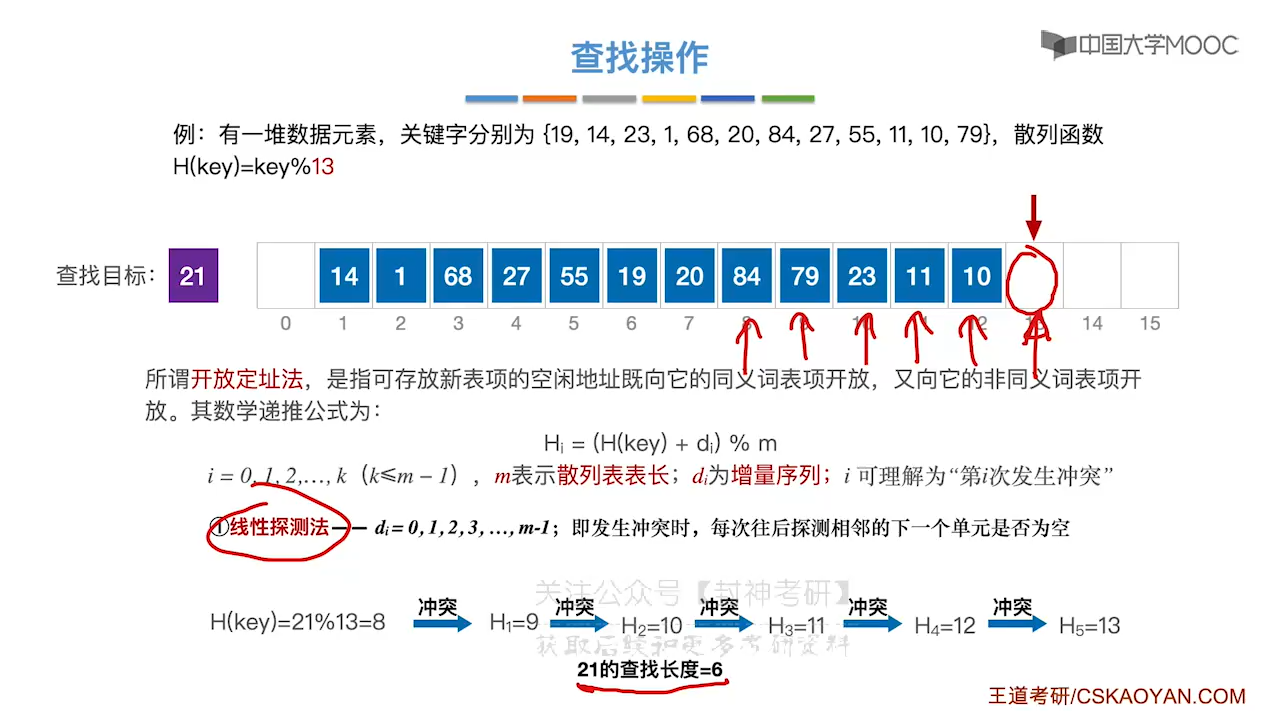 中国大学MOOC
查找操作
例：有一堆数据元素，关键字分别为 {19, 14, 23, 1, 68, 20, 84, 27, 55, 11, 10, 79}，散列函数
H(key)=key%13
查找目标： 21 14 1 68 27 55 19 20 84 79 23 11 10
0 1 2 3 4 5 6 7 8 9 10 11 12 13 14 15
所谓开放定址法，是指可存放新表项的空闲地址既向它的同义词表项开放，又向它的非同义词表项开
放。其数学递推公式为：
Hᵢ = (H(key) + dᵢ) % m
i = 0, 1, 2,…, k（k≤m − 1），m表示散列表表长；dᵢ为增量序列；i 可理解为“第i次发生冲突”
①线性探测法—— dᵢ = 0, 1, 2, 3, …, m-1；即发生冲突时，每次往后探测相邻的下一个单元是否为空
关注公众号【封神考研】
冲突 冲突 冲突 冲突 冲突
H(key)=21%13=8 H₁=9 H₂=10 H₃=11 H₄=12 H₅=13
获取后续和更多考研资料
21的查找长度=6
王道考研/CSKAOYAN.COM